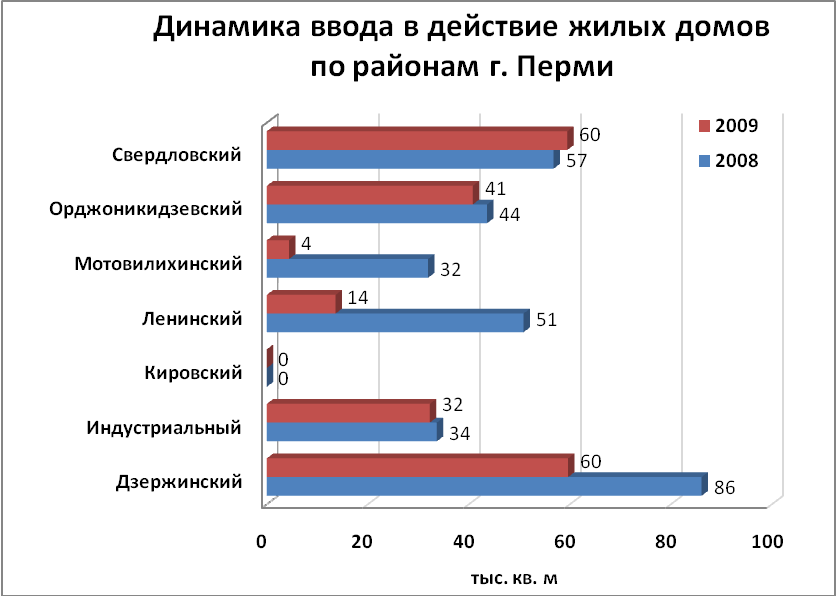 Динамика ввода в действие жилых домов
по районам г. Перми
2009
2008
Свердловский
60
57
Орджоникидзевский
41
44
Мотовилихинский
4
32
Ленинский
14
51
Кировский
0
0
Индустриальный
32
34
Дзержинский
60
86
0 20 40 60 80 100
тыс. кв. м